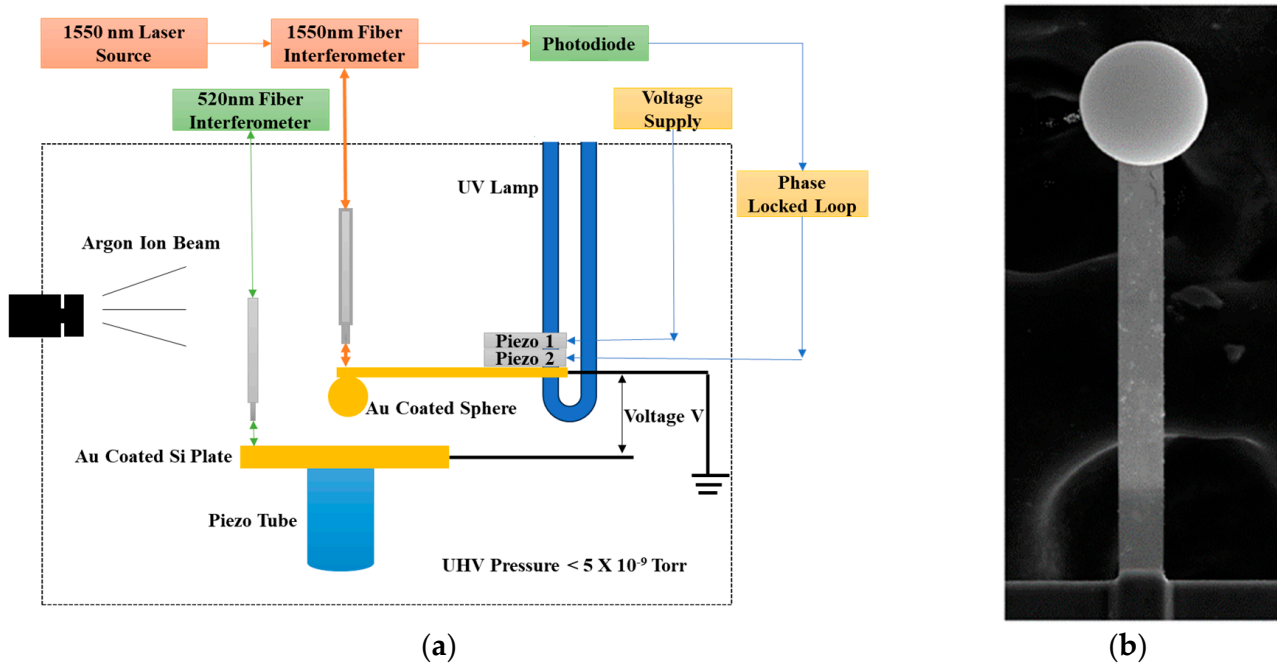 1550 nm Laser
Source
1550nm Fiber
Interferometer
Photodiode
520nm Fiber
Interferometer
Voltage
Supply
UV Lamp
Phase
Locked Loop
Argon Ion Beam
Piezo 1
Piezo 2
Au Coated Sphere
Voltage V
Au Coated Si Plate
Piezo Tube
UHV Pressure < 5 X 10⁻⁹ Torr
(a)
(b)